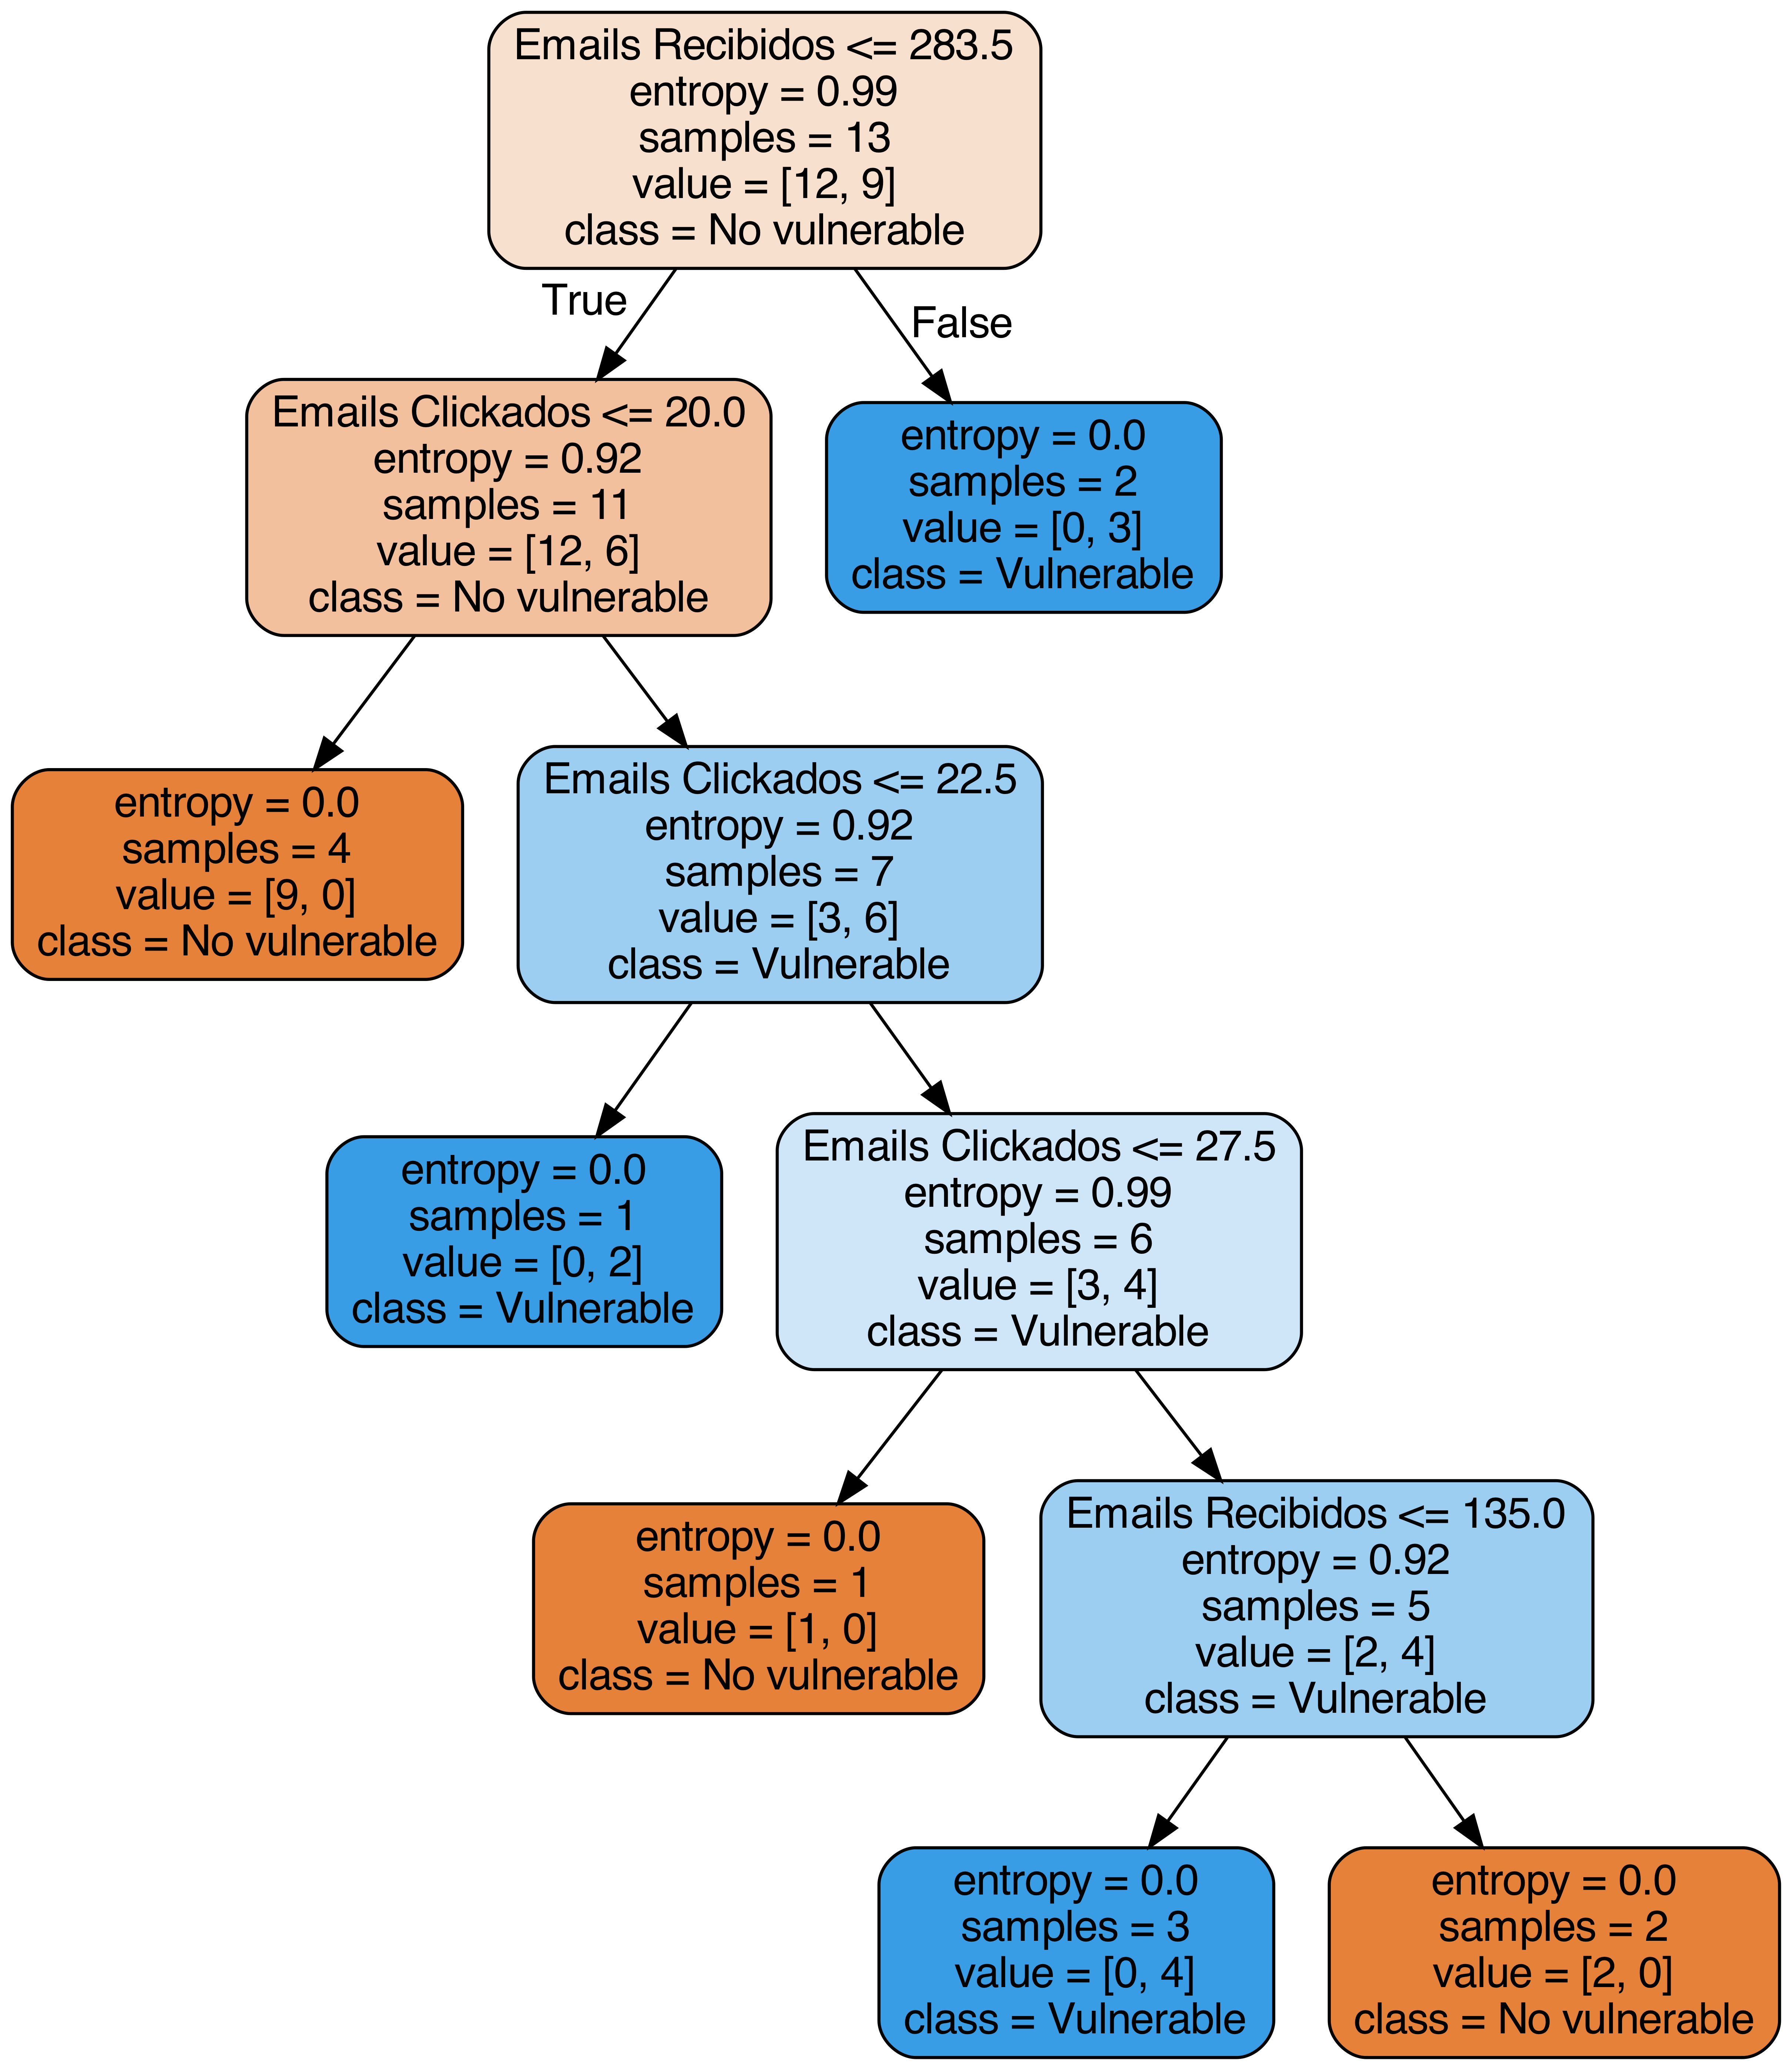 Emails Recibidos <= 283.5
entropy = 0.99
samples = 13
value = [12, 9]
class = No vulnerable
True
False
Emails Clickados <= 20.0
entropy = 0.92
samples = 11
value = [12, 6]
class = No vulnerable
entropy = 0.0
samples = 2
value = [0, 3]
class = Vulnerable
entropy = 0.0
samples = 4
value = [9, 0]
class = No vulnerable
Emails Clickados <= 22.5
entropy = 0.92
samples = 7
value = [3, 6]
class = Vulnerable
entropy = 0.0
samples = 1
value = [0, 2]
class = Vulnerable
Emails Clickados <= 27.5
entropy = 0.99
samples = 6
value = [3, 4]
class = Vulnerable
entropy = 0.0
samples = 1
value = [1, 0]
class = No vulnerable
Emails Recibidos <= 135.0
entropy = 0.92
samples = 5
value = [2, 4]
class = Vulnerable
entropy = 0.0
samples = 3
value = [0, 4]
class = Vulnerable
entropy = 0.0
samples = 2
value = [2, 0]
class = No vulnerable